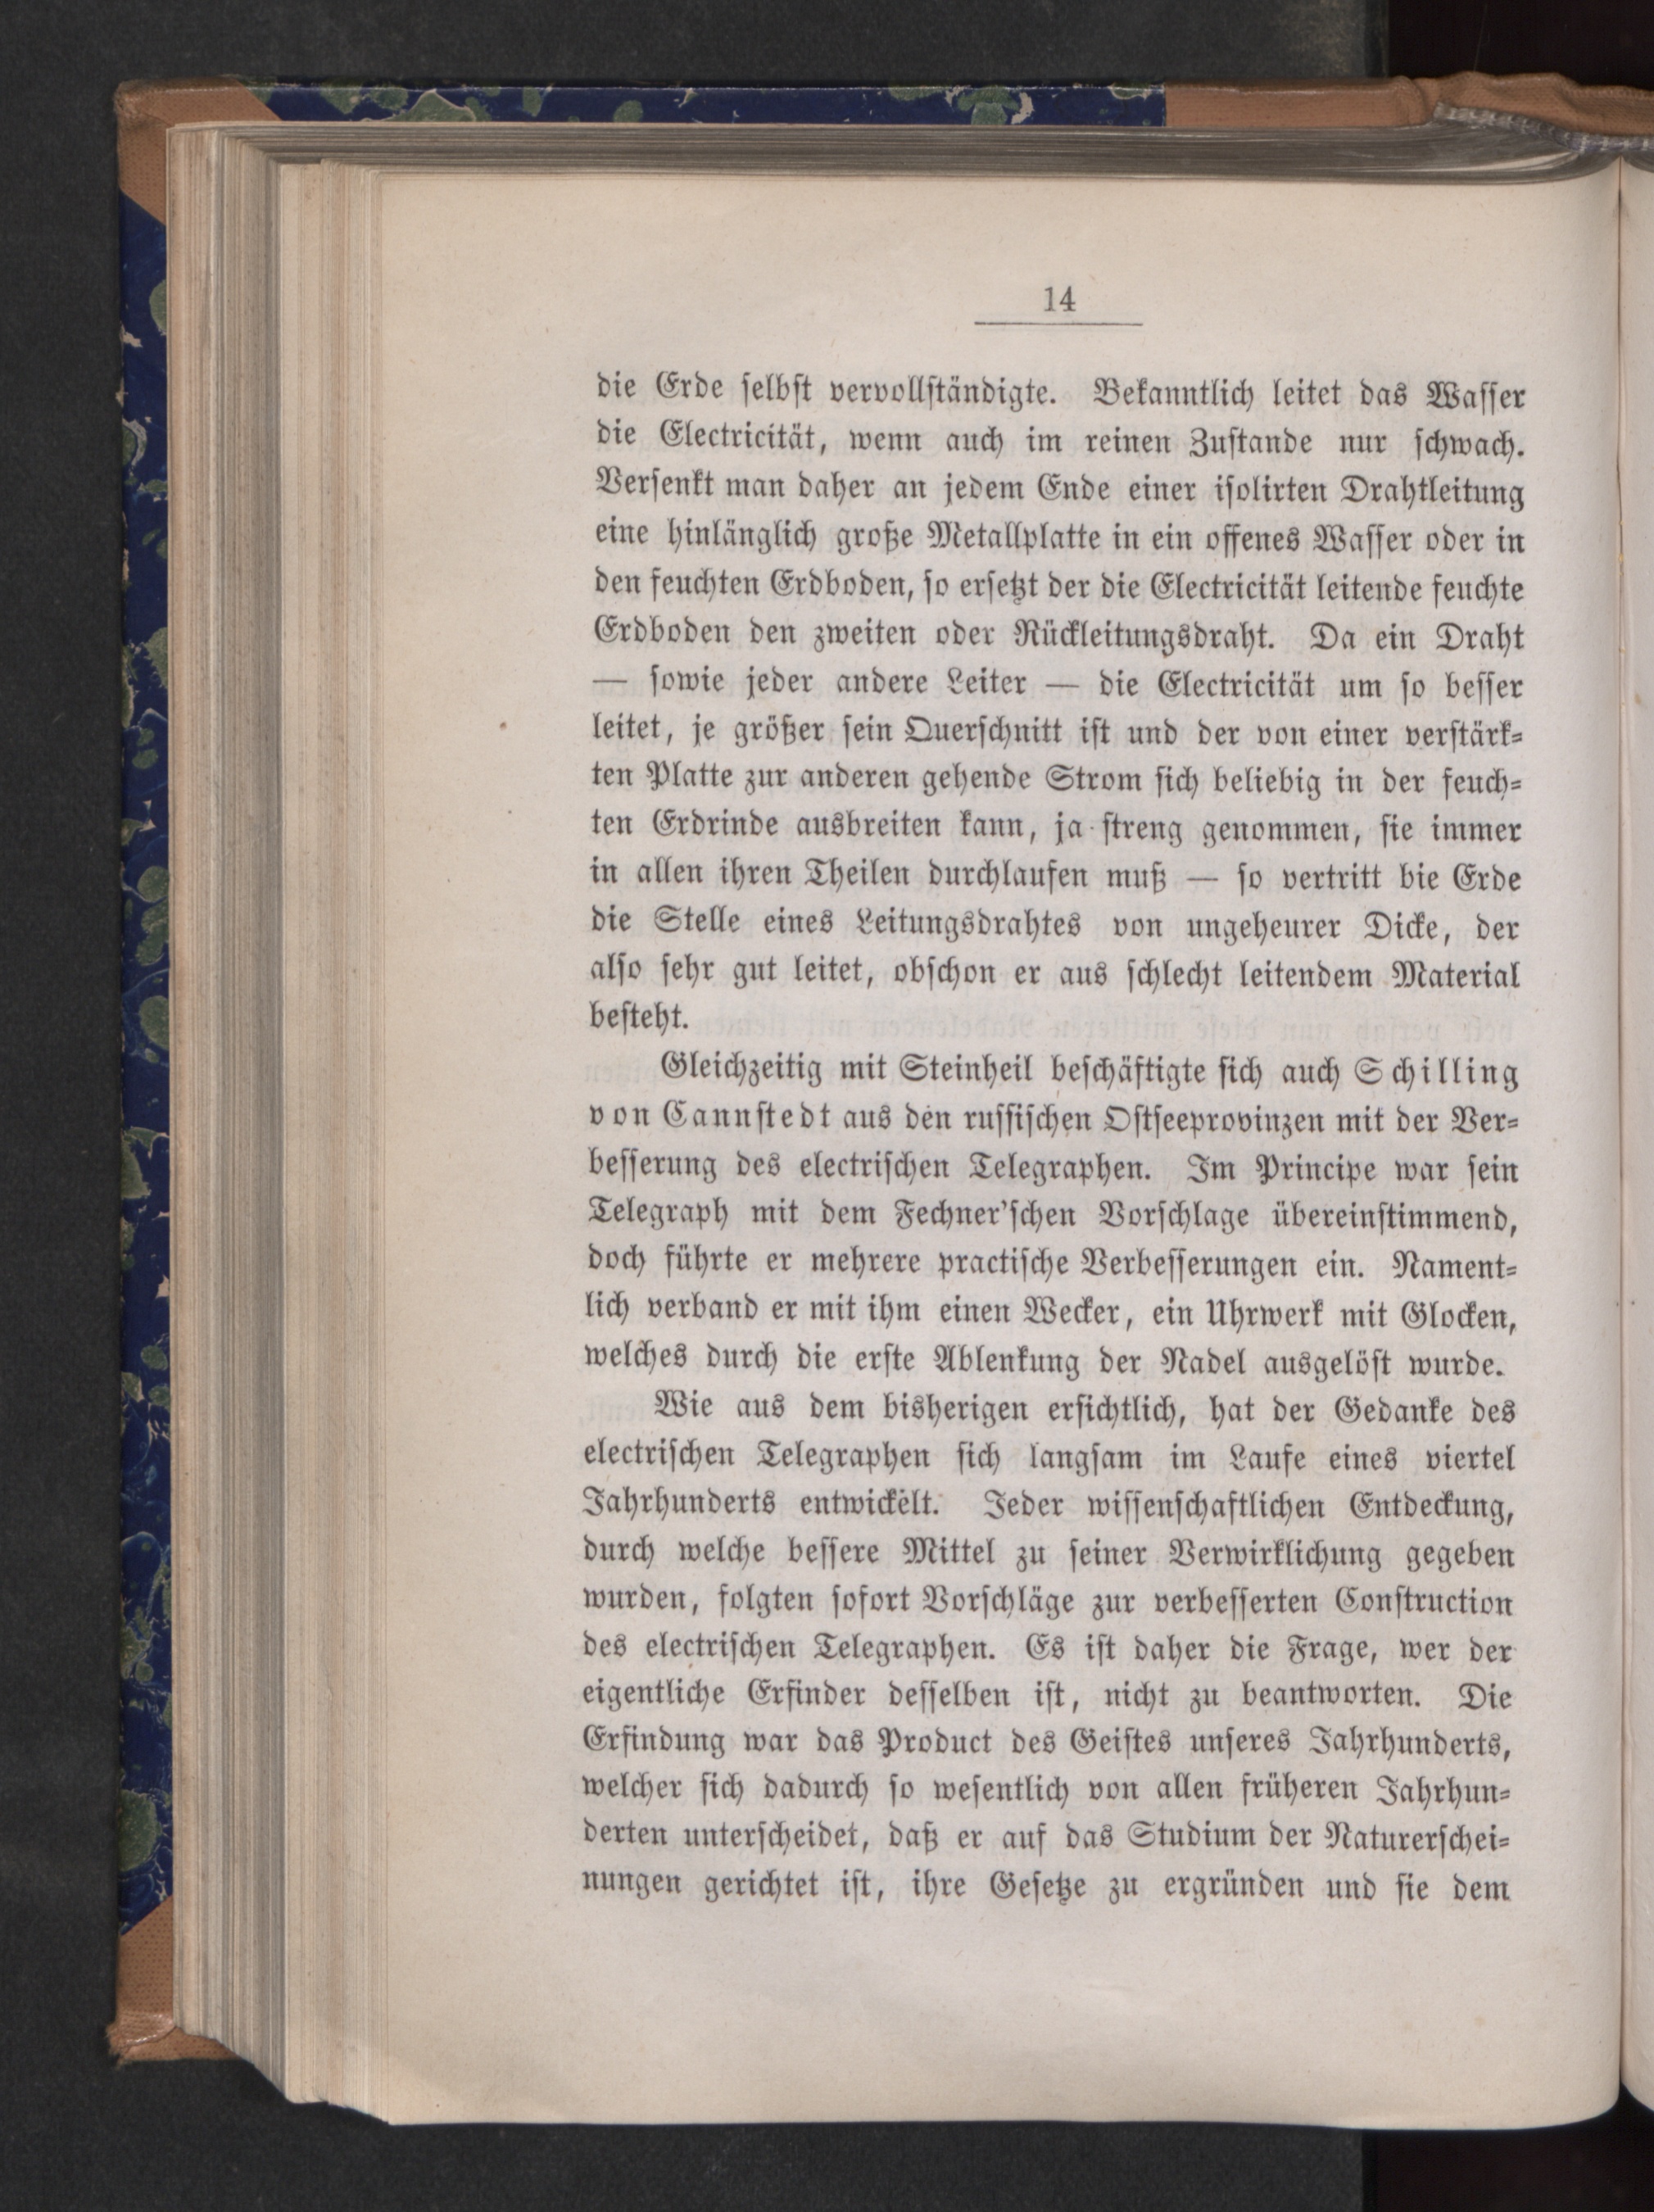 14
die Erde ſelbſt vervollſtändigte. Bekanntlich leitet das Waſſer
die Electricität, wenn auch im reinen Zuſtande nur ſchwach.
Verſenkt man daher an jedem Ende einer iſolirten Drahtleitung
eine hinlänglich große Metallplatte in ein offenes Waſſer oder in
den feuchten Erdboden, ſo erſetzt der die Electricität leitende feuchte
Erdboden den zweiten oder Rückleitungsdraht. Da ein Draht
— ſowie jeder andere Leiter — die Electricität um ſo beſſer
leitet, je größer ſein Querſchnitt iſt und der von einer verſtärk-
ten Platte zur anderen gehende Strom ſich beliebig in der feuch-
ten Erdrinde ausbreiten kann, ja ſtreng genommen, ſie immer
in allen ihren Theilen durchlaufen muß — ſo vertritt bie Erde
die Stelle eines Leitungsdrahtes von ungeheurer Dicke, der
alſo ſehr gut leitet, obſchon er aus ſchlecht leitendem Material
beſteht.
Gleichzeitig mit Steinheil beſchäftigte ſich auch Schilling
von Cannſtedt aus den ruſſiſchen Oſtſeeprovinzen mit der Ver-
beſſerung des electriſchen Telegraphen. Im Principe war ſein
Telegraph mit dem Fechner’ſchen Vorſchlage übereinſtimmend,
doch führte er mehrere practiſche Verbeſſerungen ein. Nament-
lich verband er mit ihm einen Wecker, ein Uhrwerk mit Glocken,
welches durch die erſte Ablenkung der Nadel ausgelöſt wurde.
Wie aus dem bisherigen erſichtlich, hat der Gedanke des
electriſchen Telegraphen ſich langſam im Laufe eines viertel
Jahrhunderts entwickelt. Jeder wiſſenſchaftlichen Entdeckung,
durch welche beſſere Mittel zu ſeiner Verwirklichung gegeben
wurden, folgten ſofort Vorſchläge zur verbeſſerten Conſtruction
des electriſchen Telegraphen. Es iſt daher die Frage, wer der
eigentliche Erfinder deſſelben iſt, nicht zu beantworten. Die
Erfindung war das Product des Geiſtes unſeres Jahrhunderts,
welcher ſich dadurch ſo weſentlich von allen früheren Jahrhun-
derten unterſcheidet, daß er auf das Studium der Naturerſchei-
nungen gerichtet iſt, ihre Geſetze zu ergründen und ſie dem